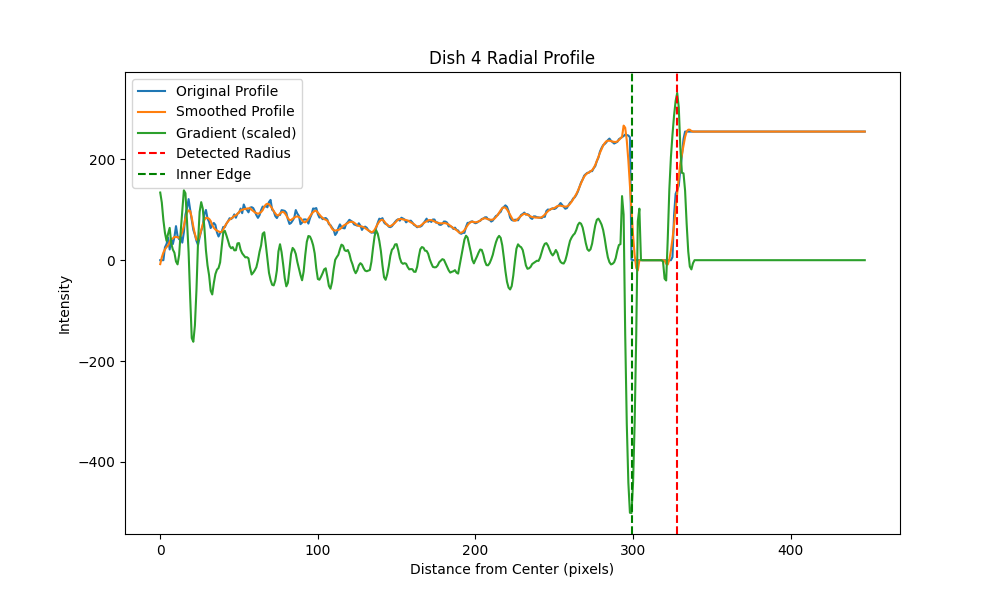 Dish 4 Radial Profile
Original Profile
Smoothed Profile
Gradient (scaled)
Detected Radius
Inner Edge
Intensity
200
0
−200
−400
0 100 200 300 400
Distance from Center (pixels)